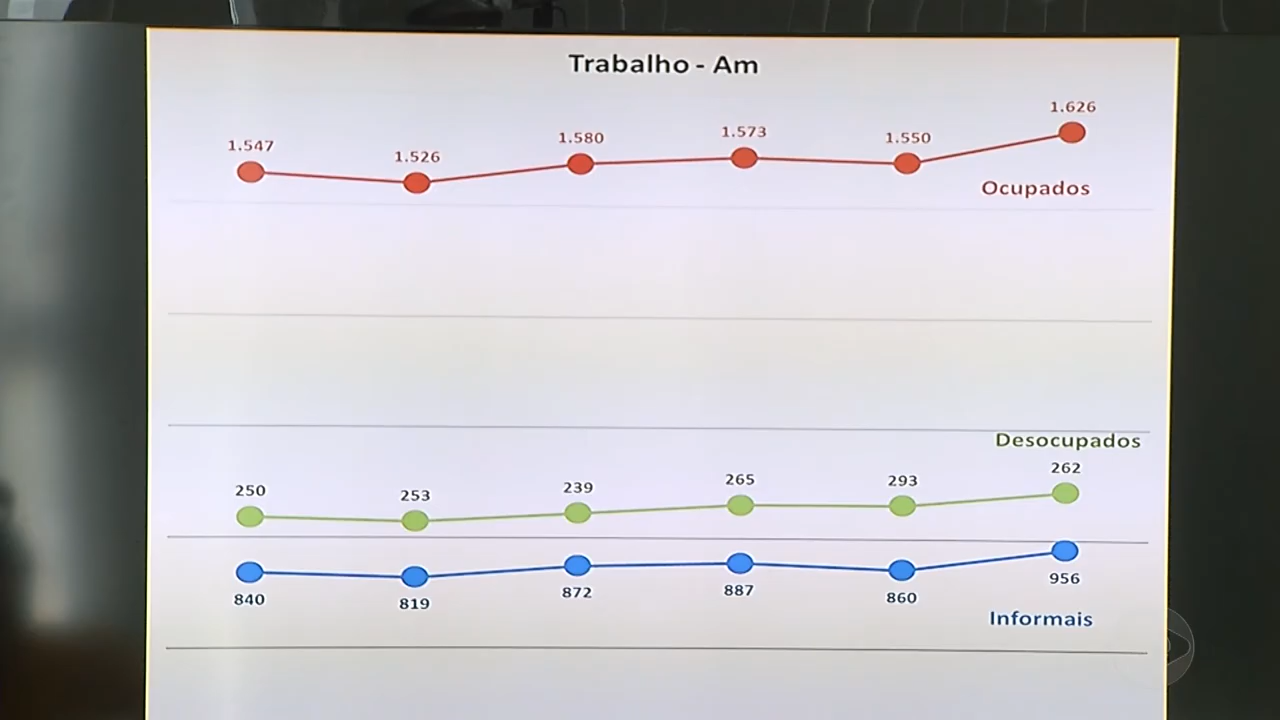 Trabalho - Am
1.547 1.526 1.580 1.573 1.550 1.626
Ocupados
Desocupados
250 253 239 265 293 262
840 819 872 887 860 956
Informais